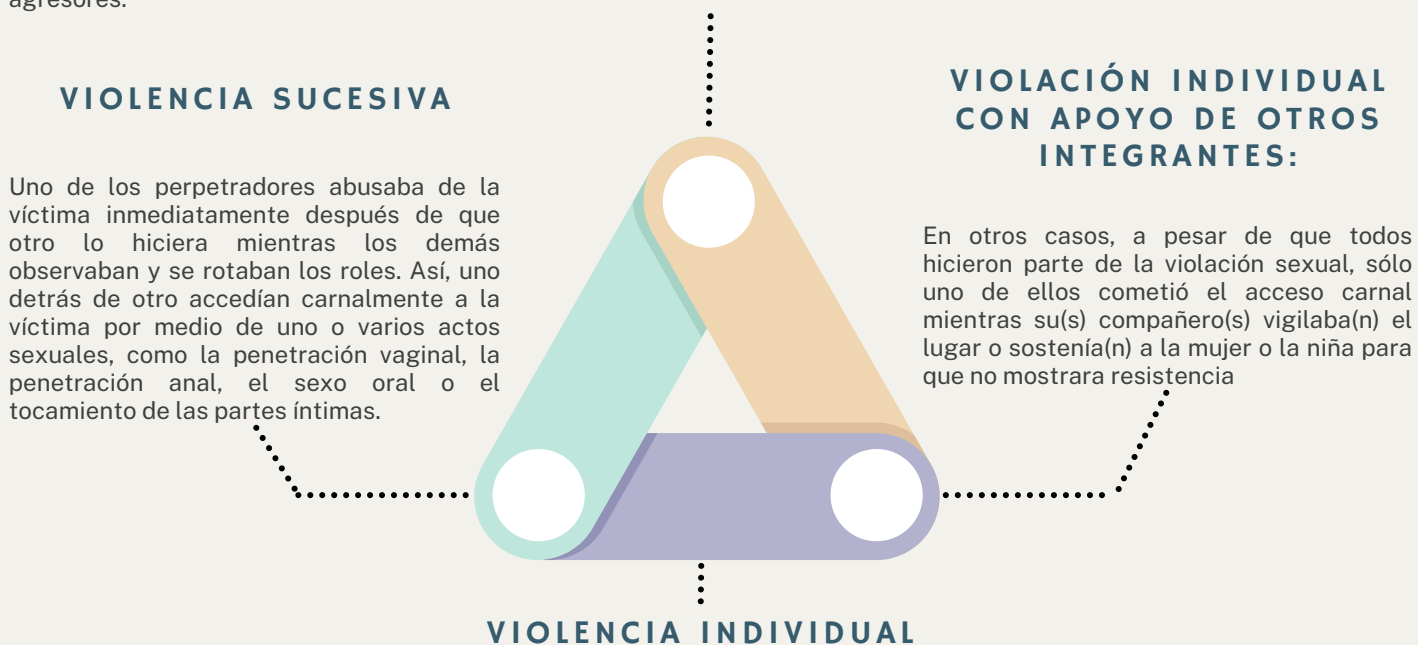 agresores.
VIOLENCIA SUCESIVA
Uno de los perpetradores abusaba de la
víctima inmediatamente después de que
otro lo hiciera mientras los demás
observaban y se rotaban los roles. Así, uno
detrás de otro accedían carnalmente a la
víctima por medio de uno o varios actos
sexuales, como la penetración vaginal, la
penetración anal, el sexo oral o el
tocamiento de las partes íntimas.
VIOLACIÓN INDIVIDUAL
CON APOYO DE OTROS
INTEGRANTES:
En otros casos, a pesar de que todos
hicieron parte de la violación sexual, sólo
uno de ellos cometió el acceso carnal
mientras su(s) compañero(s) vigilaba(n) el
lugar o sostenía(n) a la mujer o la niña para
que no mostrara resistencia
VIOLENCIA INDIVIDUAL